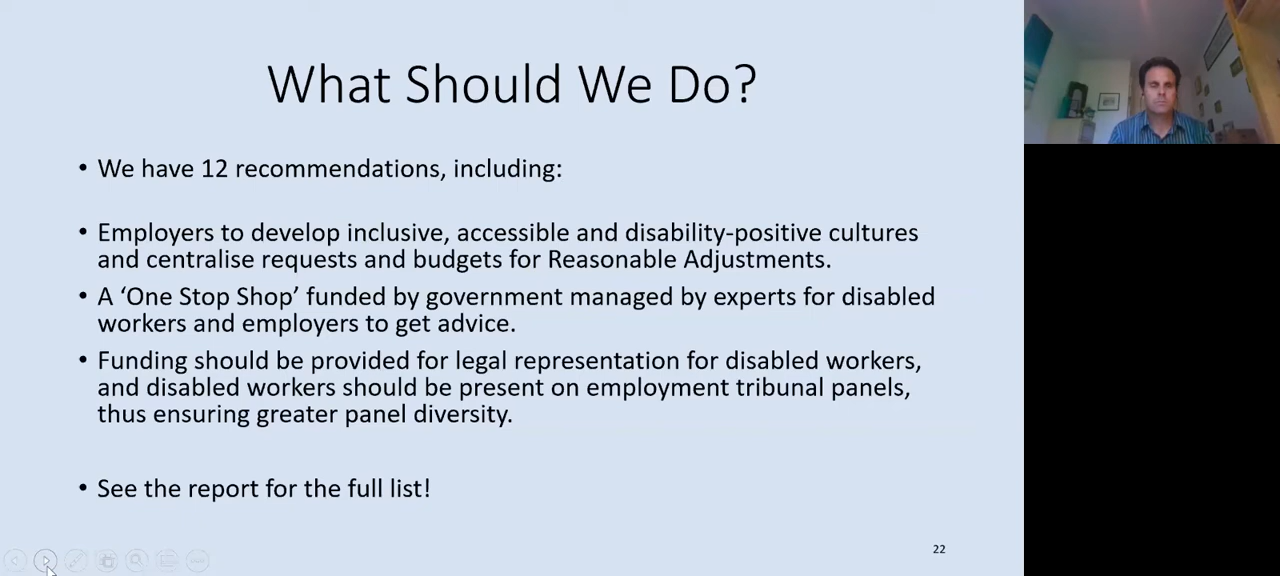 What Should We Do?
• We have 12 recommendations, including:
• Employers to develop inclusive, accessible and disability-positive cultures
and centralise requests and budgets for Reasonable Adjustments.
• A ‘One Stop Shop’ funded by government managed by experts for disabled
workers and employers to get advice.
• Funding should be provided for legal representation for disabled workers,
and disabled workers should be present on employment tribunal panels,
thus ensuring greater panel diversity.
• See the report for the full list!
22